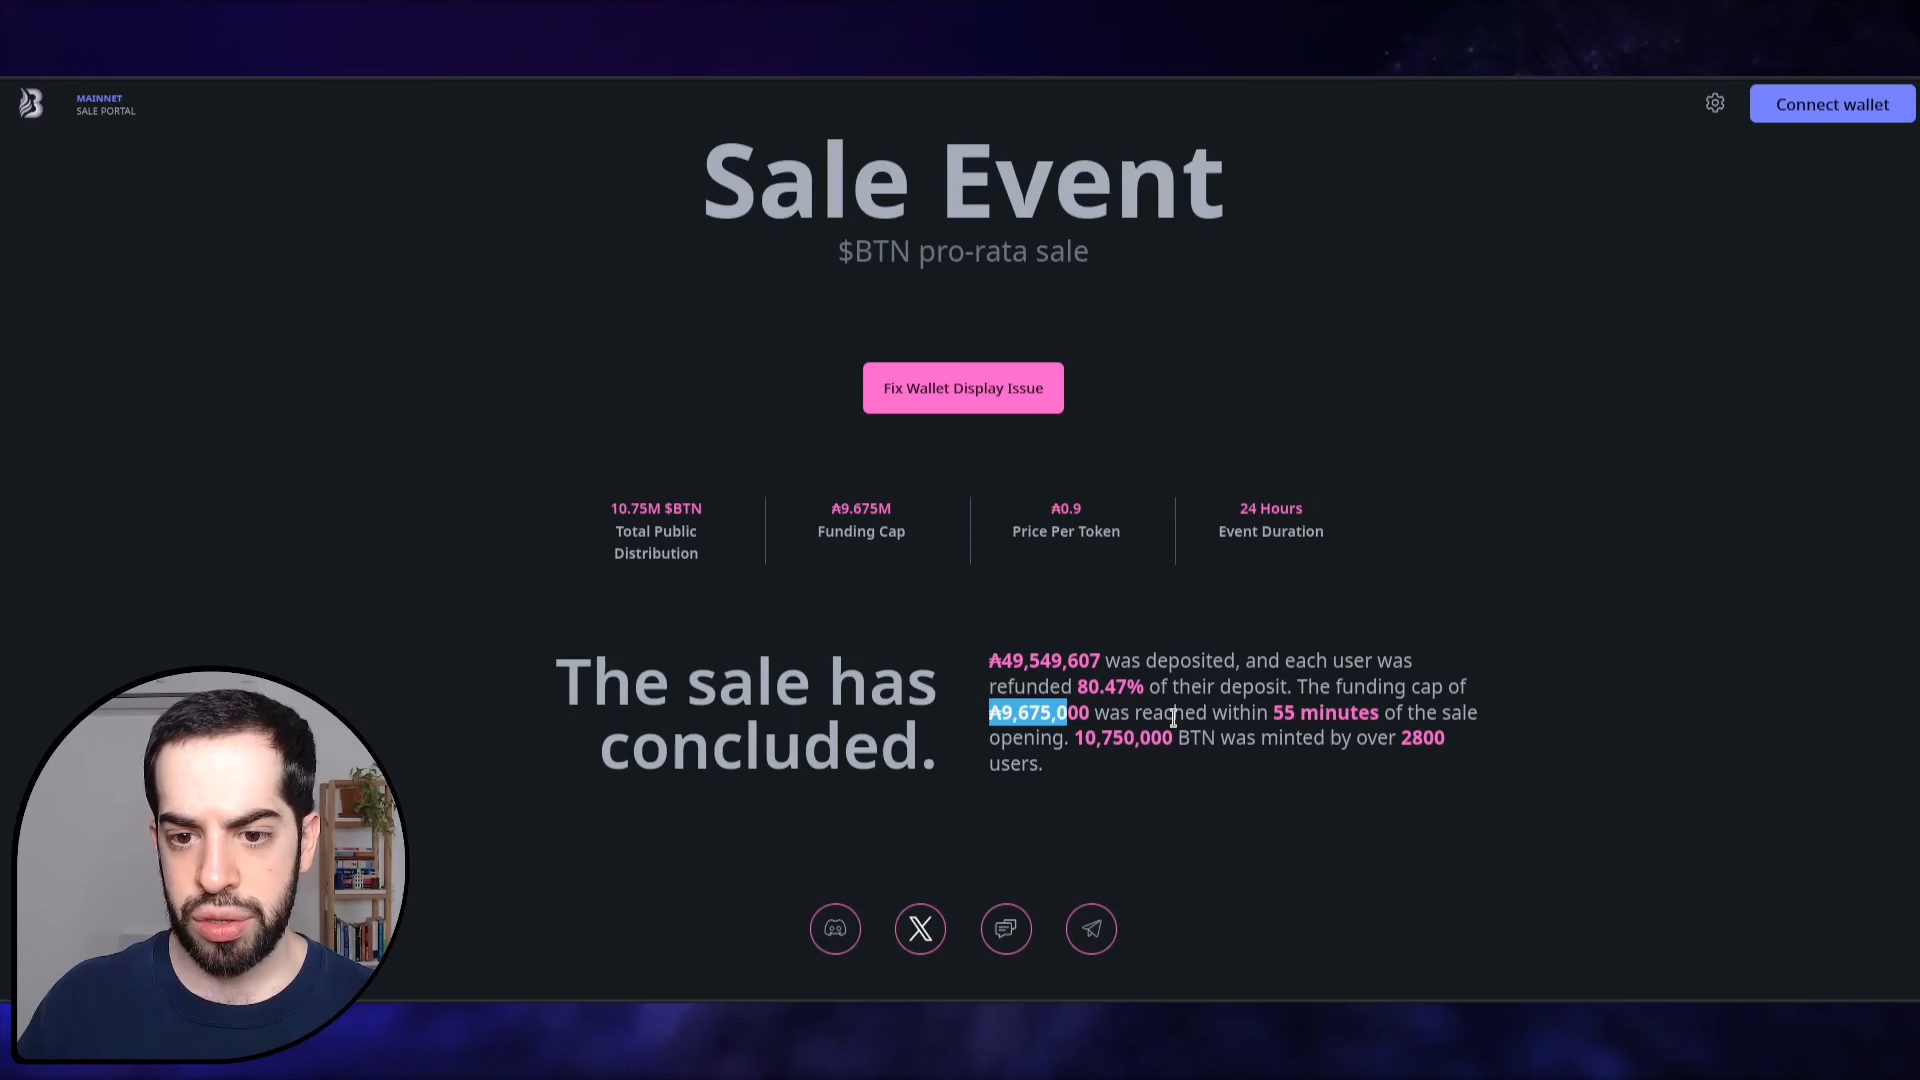 MAINNET
SALE PORTAL
Connect wallet
Sale Event
$BTN pro-rata sale
Fix Wallet Display Issue
10.75M $BTN
Total Public
Distribution
₳9.675M
Funding Cap
₳0.9
Price Per Token
24 Hours
Event Duration
The sale has
concluded.
₳49,549,607 was deposited, and each user was
refunded 80.47% of their deposit. The funding cap of
₳9,675,000 was reached within 55 minutes of the sale
opening. 10,750,000 BTN was minted by over 2800
users.